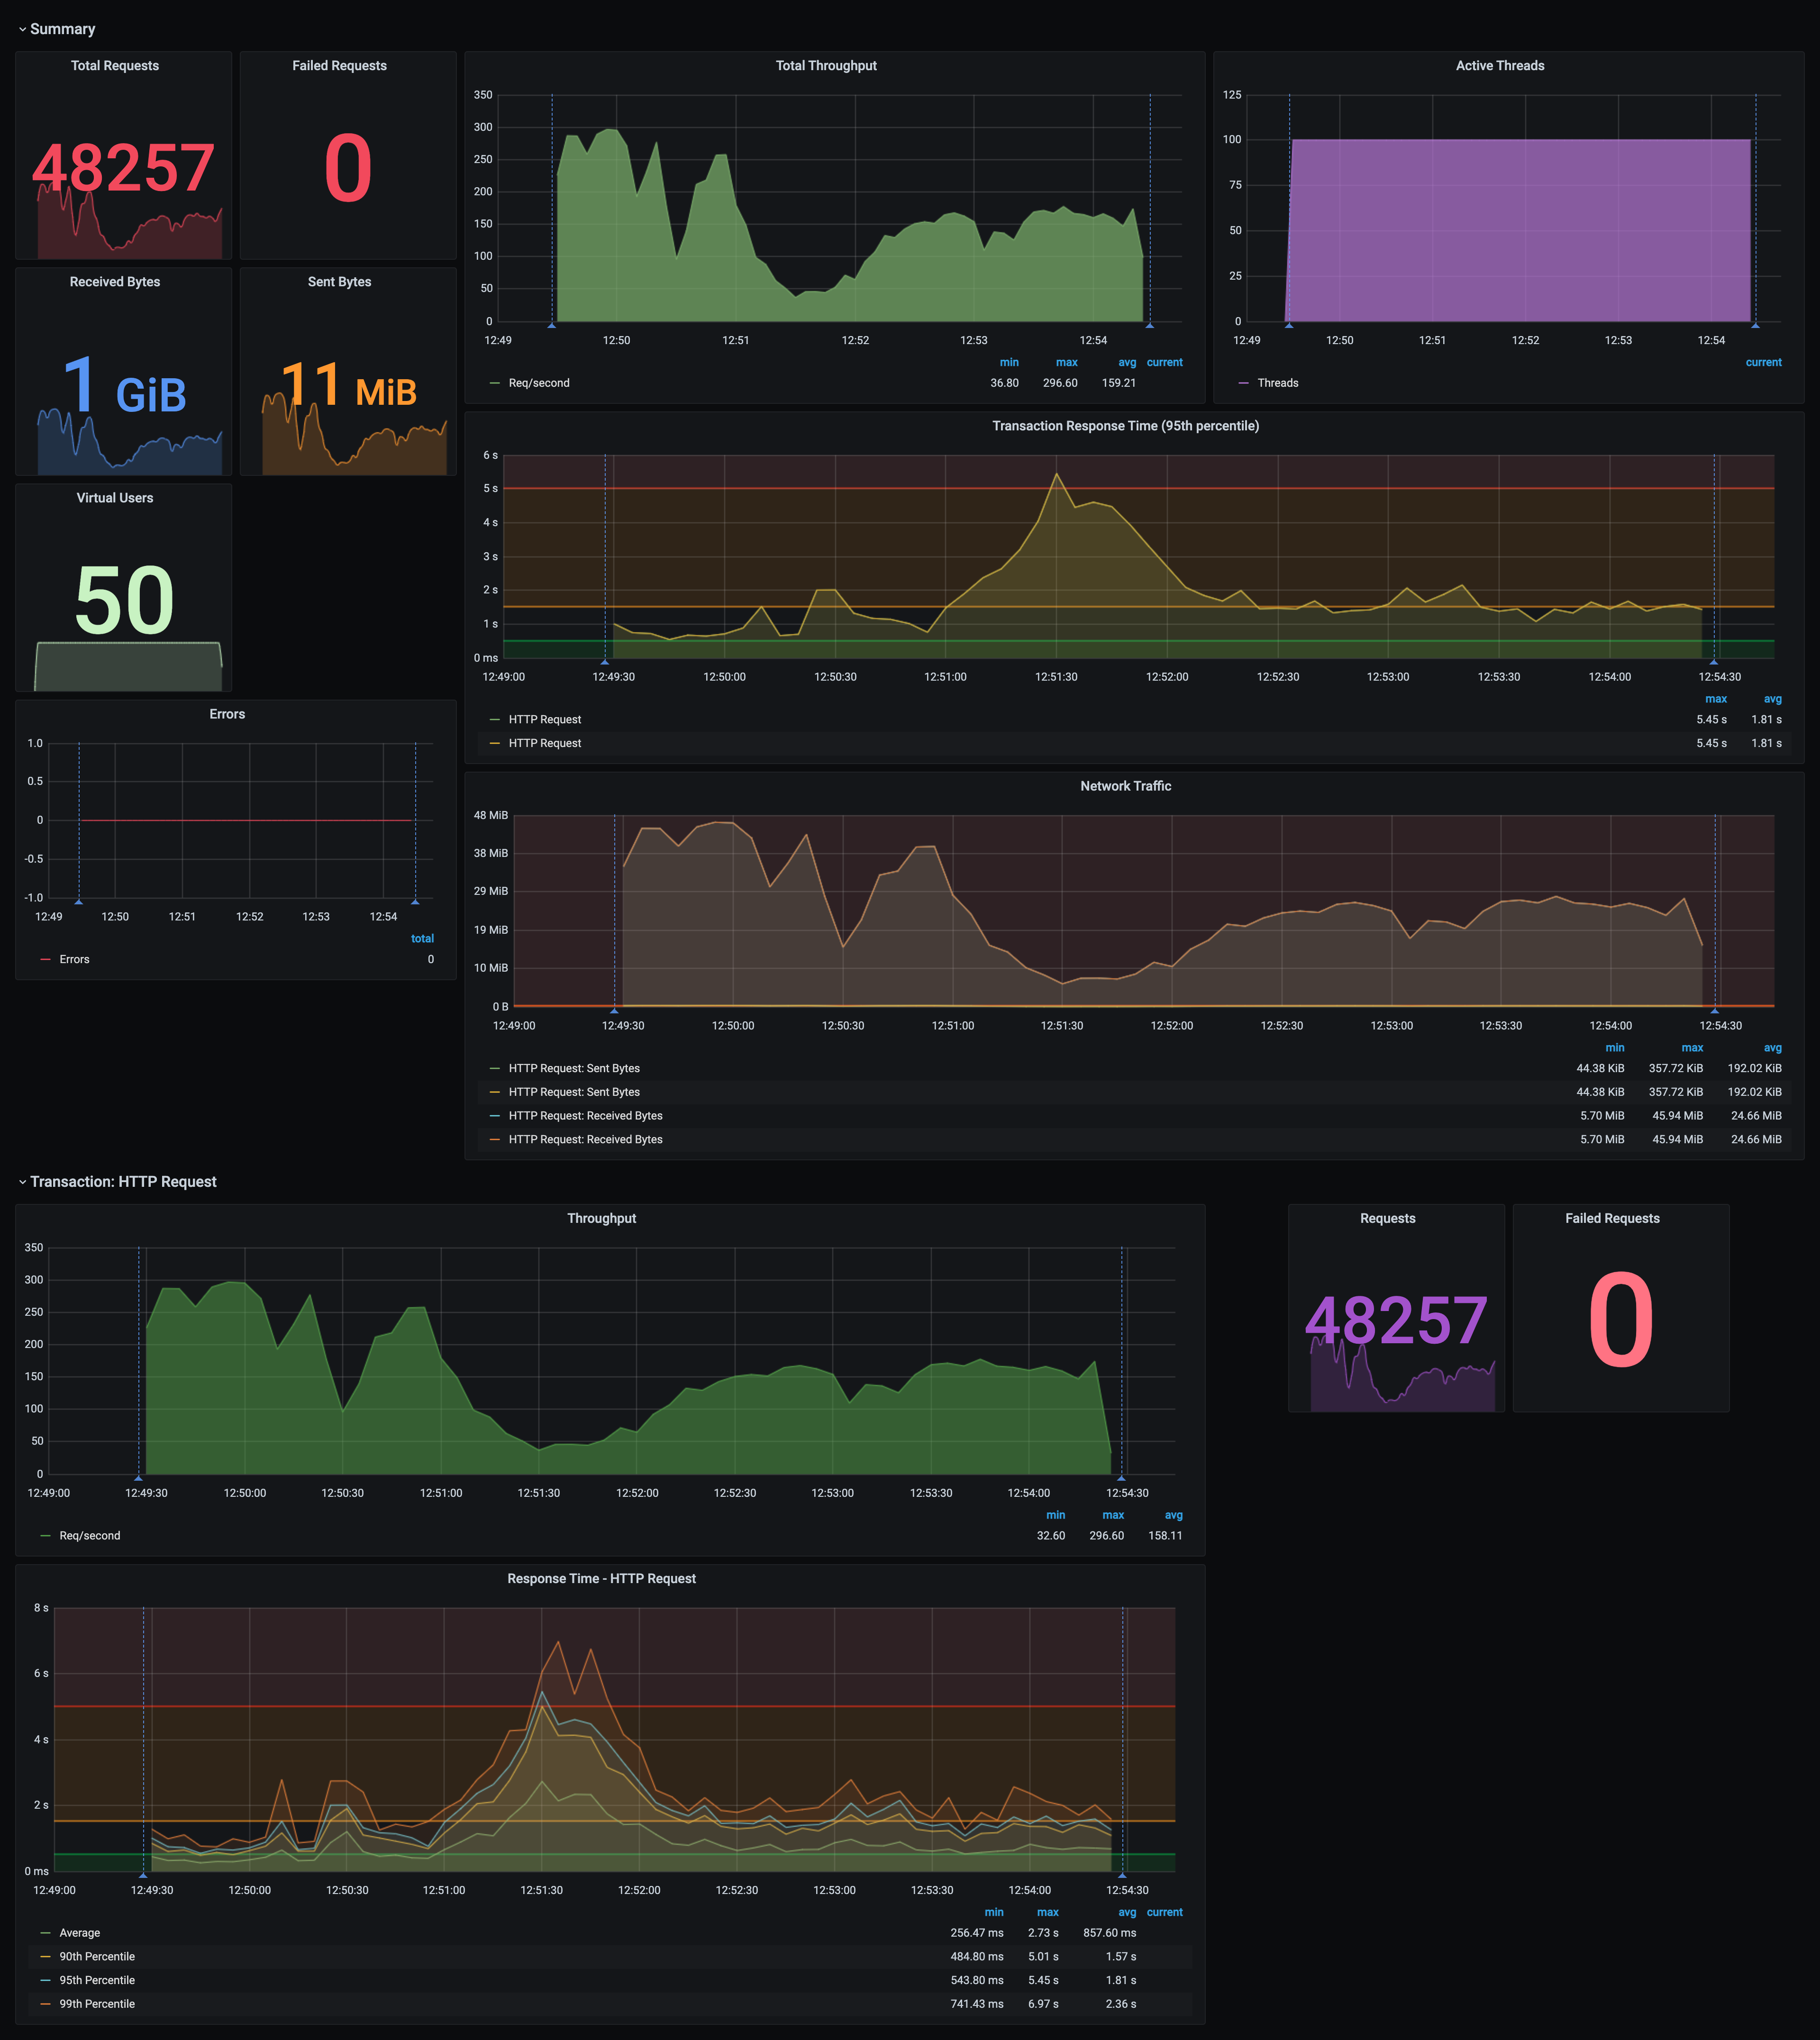 Summary
Total Requests
48257
Failed Requests
0
Total Throughput
350
300
250
200
150
100
50
0
12:49 12:50 12:51 12:52 12:53 12:54
min max avg current
Req/second 36.80 296.60 159.21
Active Threads
125
100
75
50
25
0
12:49 12:50 12:51 12:52 12:53 12:54
current
Threads
Received Bytes
1 GiB
Sent Bytes
11 MiB
Transaction Response Time (95th percentile)
6 s
5 s
4 s
3 s
2 s
1 s
0 ms
12:49:00 12:49:30 12:50:00 12:50:30 12:51:00 12:51:30 12:52:00 12:52:30 12:53:00 12:53:30 12:54:00 12:54:30
max avg
HTTP Request 5.45 s 1.81 s
HTTP Request 5.45 s 1.81 s
Virtual Users
50
Errors
1.0
0.5
0
-0.5
-1.0
12:49 12:50 12:51 12:52 12:53 12:54
total
Errors 0
Network Traffic
48 MiB
38 MiB
29 MiB
19 MiB
10 MiB
0 B
12:49:00 12:49:30 12:50:00 12:50:30 12:51:00 12:51:30 12:52:00 12:52:30 12:53:00 12:53:30 12:54:00 12:54:30
min max avg
HTTP Request: Sent Bytes 44.38 KiB 357.72 KiB 192.02 KiB
HTTP Request: Sent Bytes 44.38 KiB 357.72 KiB 192.02 KiB
HTTP Request: Received Bytes 5.70 MiB 45.94 MiB 24.66 MiB
HTTP Request: Received Bytes 5.70 MiB 45.94 MiB 24.66 MiB
Transaction: HTTP Request
Throughput
350
300
250
200
150
100
50
0
12:49:00 12:49:30 12:50:00 12:50:30 12:51:00 12:51:30 12:52:00 12:52:30 12:53:00 12:53:30 12:54:00 12:54:30
min max avg
Req/second 32.60 296.60 158.11
Requests
48257
Failed Requests
0
Response Time - HTTP Request
8 s
6 s
4 s
2 s
0 ms
12:49:00 12:49:30 12:50:00 12:50:30 12:51:00 12:51:30 12:52:00 12:52:30 12:53:00 12:53:30 12:54:00 12:54:30
min max avg current
Average 256.47 ms 2.73 s 857.60 ms
90th Percentile 484.80 ms 5.01 s 1.57 s
95th Percentile 543.80 ms 5.45 s 1.81 s
99th Percentile 741.43 ms 6.97 s 2.36 s